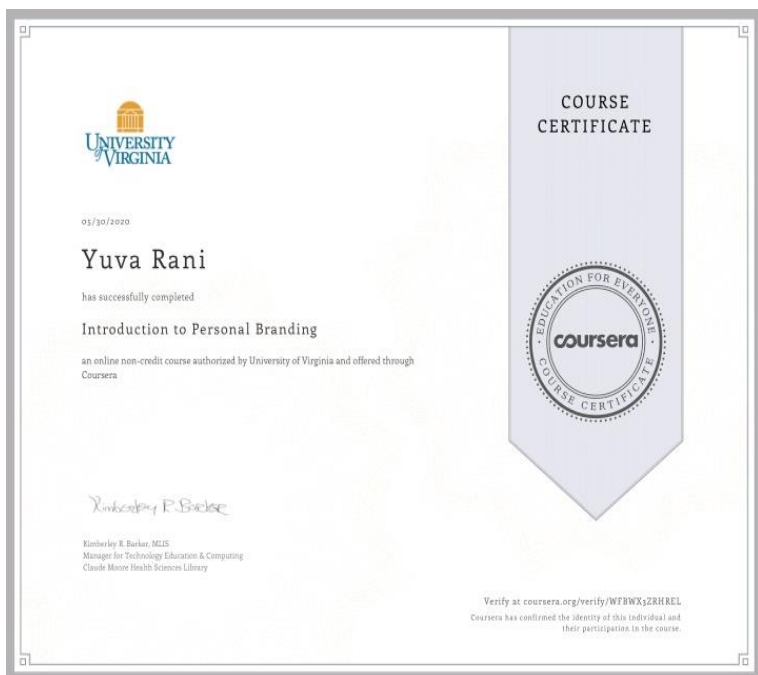 UNIVERSITY
of VIRGINIA
COURSE
CERTIFICATE
05/30/2020
Yuva Rani
has successfully completed
Introduction to Personal Branding
an online non-credit course authorized by University of Virginia and offered through
Coursera
EDUCATION FOR EVERYONE
coursera
COURSE CERTIFICATE
Kimberley R. Barker
Kimberley R. Barker, MLIS
Manager for Technology Education & Computing
Claude Moore Health Sciences Library
Verify at coursera.org/verify/WFBWX3ZRHREL
Coursera has confirmed the identity of this individual and
their participation in the course.